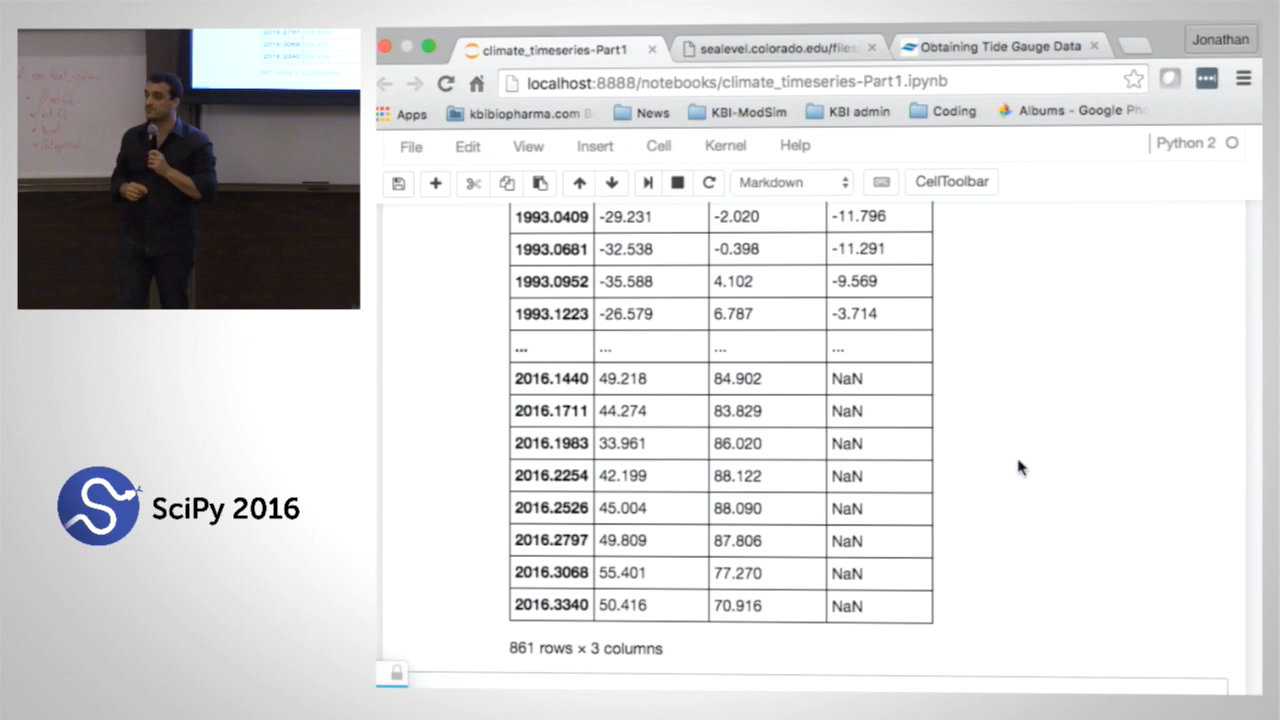 climate_timeseries-Part1
sealevel.colorado.edu/files
Obtaining Tide Gauge Data
Jonathan
localhost:8888/notebooks/climate_timeseries-Part1.ipynb
Apps
kbibiopharma.com
News
KBI-ModSim
KBI admin
Coding
Albums - Google Pho
File Edit View Insert Cell Kernel Help
Python 2
Markdown
CellToolbar
1993.0409 -29.231 -2.020 -11.796
1993.0681 -32.538 -0.398 -11.291
1993.0952 -35.588 4.102 -9.569
1993.1223 -26.579 6.787 -3.714
... ... ... ...
2016.1440 49.218 84.902 NaN
2016.1711 44.274 83.829 NaN
2016.1983 33.961 86.020 NaN
2016.2254 42.199 88.122 NaN
2016.2526 45.004 88.090 NaN
2016.2797 49.809 87.806 NaN
2016.3068 55.401 77.270 NaN
2016.3340 50.416 70.916 NaN
861 rows × 3 columns
SciPy 2016